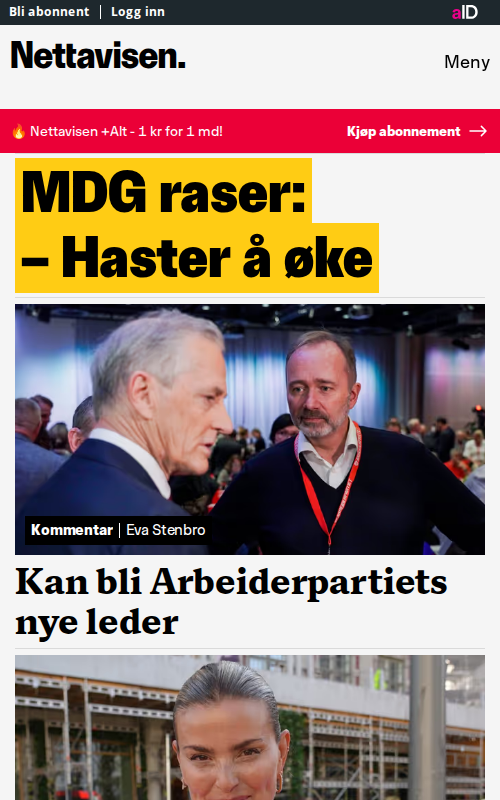 Bli abonnent | Logg inn
aID
Nettavisen.
Meny
🔥 Nettavisen +Alt - 1 kr for 1 md!
Kjøp abonnement →
MDG raser:
– Haster å øke
Kommentar | Eva Stenbro
Kan bli Arbeiderpartiets
nye leder